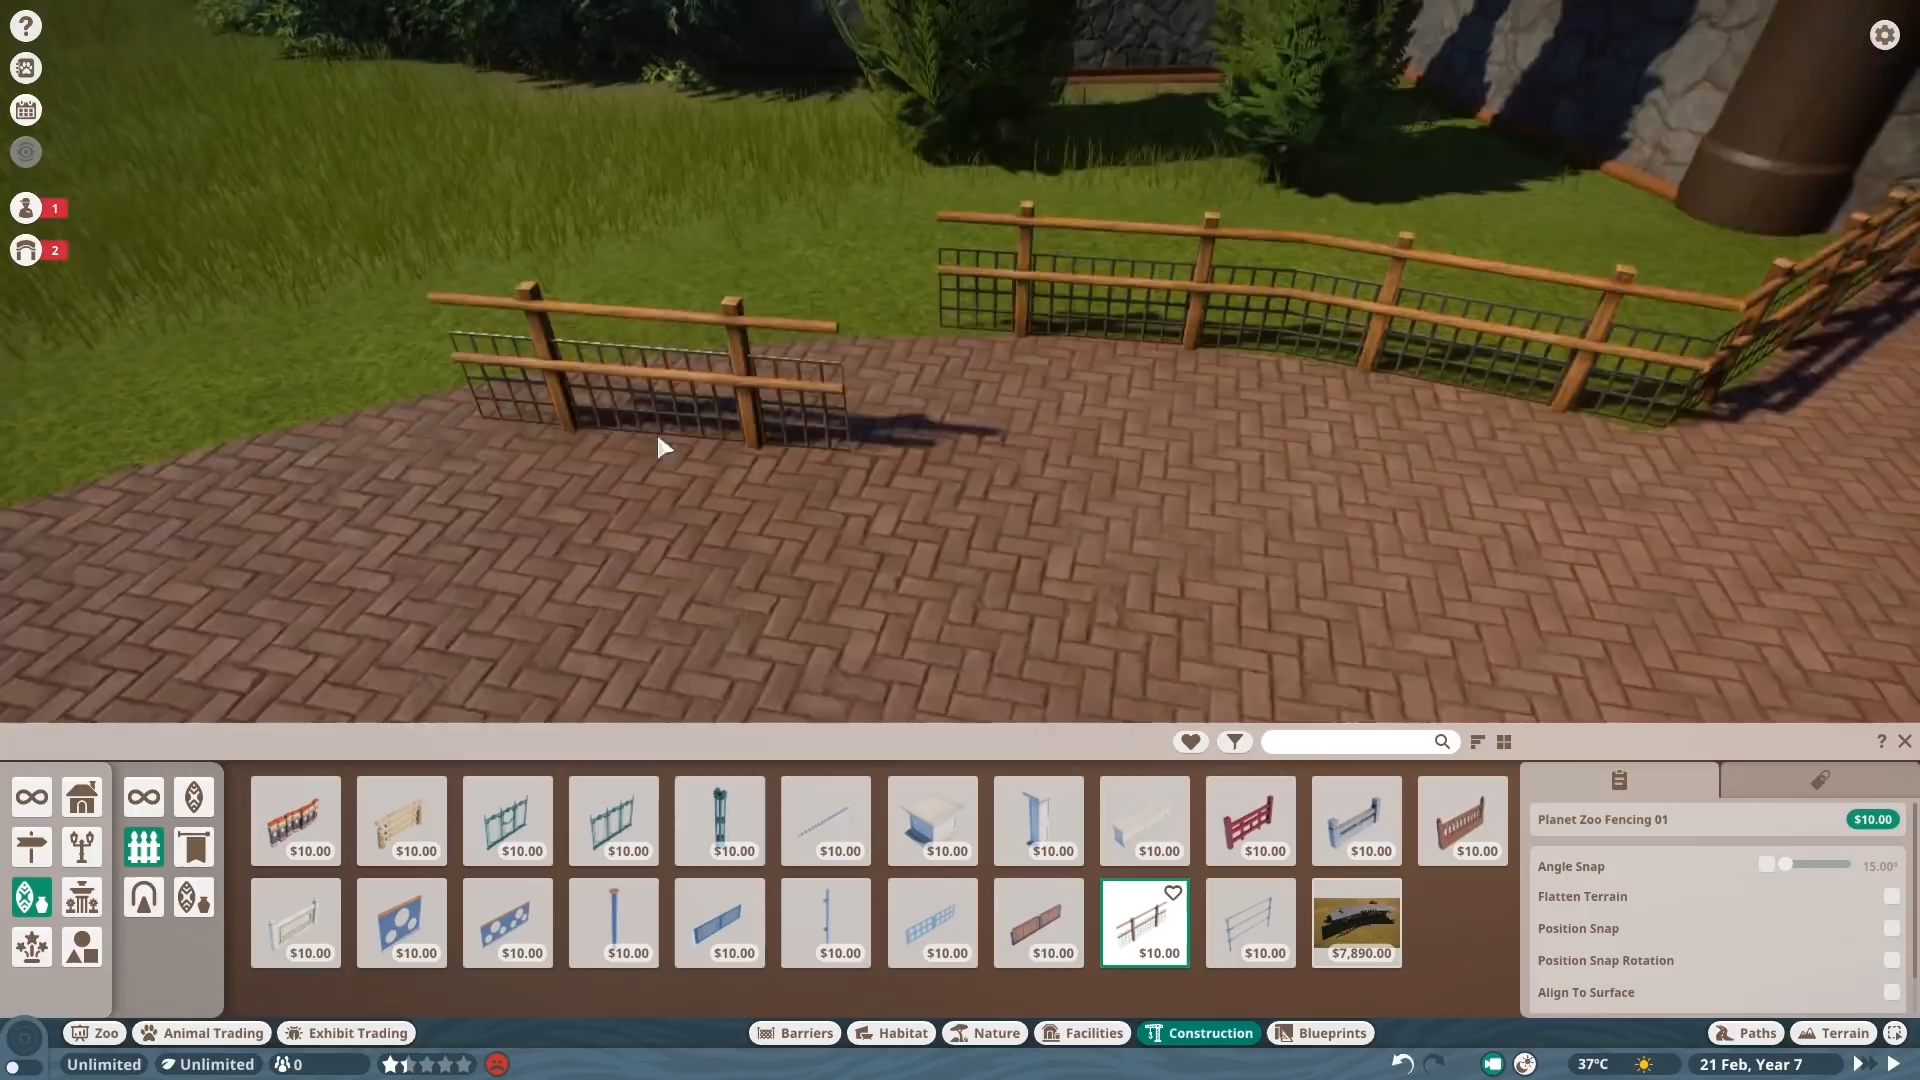 ?
1
2
?
$10.00 $10.00 $10.00 $10.00 $10.00 $10.00 $10.00 $10.00 $10.00 $10.00 $10.00 $10.00
$10.00 $10.00 $10.00 $10.00 $10.00 $10.00 $10.00 $10.00 $10.00 $10.00 $7,890.00
Planet Zoo Fencing 01 $10.00
Angle Snap 15.00°
Flatten Terrain
Position Snap
Position Snap Rotation
Align To Surface
Zoo Animal Trading Exhibit Trading Barriers Habitat Nature Facilities Construction Blueprints Paths Terrain
Unlimited Unlimited 0 37°C 21 Feb, Year 7